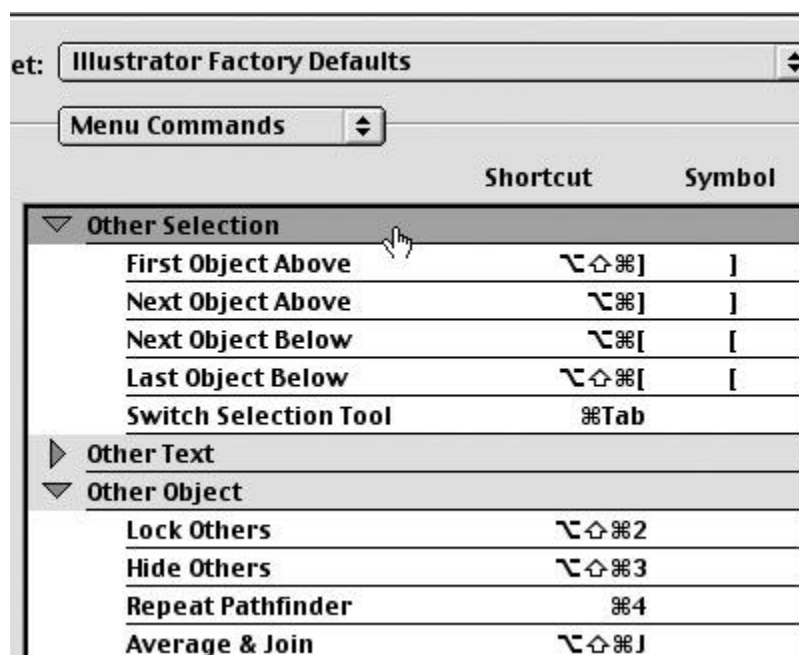 et: Illustrator Factory Defaults
Menu Commands
Shortcut Symbol
Other Selection
First Object Above ⌥⇧⌘] ]
Next Object Above ⌥⌘] ]
Next Object Below ⌥⌘[ [
Last Object Below ⌥⇧⌘[ [
Switch Selection Tool ⌘Tab
Other Text
Other Object
Lock Others ⌥⇧⌘2
Hide Others ⌥⇧⌘3
Repeat Pathfinder ⌘4
Average & Join ⌥⇧⌘J